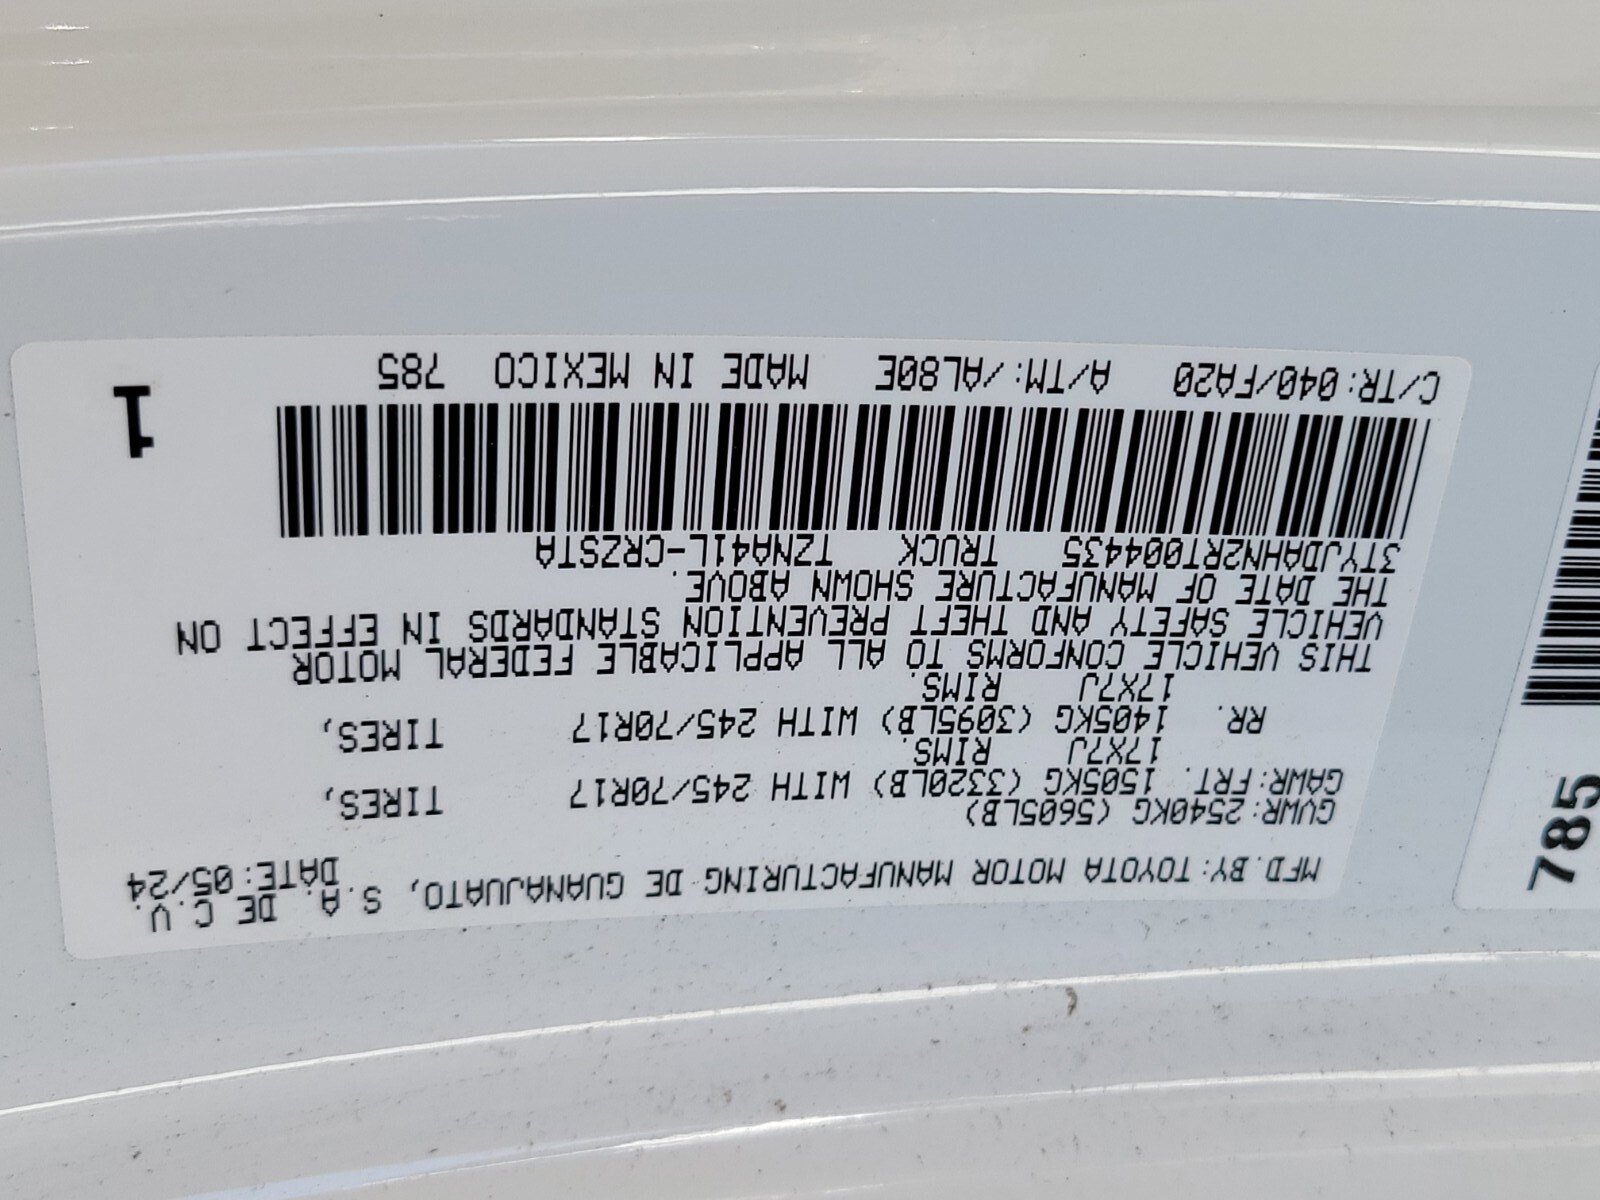 MFD.BY:TOYOTA MOTOR MANUFACTURING DE GUANAJUATO, S.A. DE C.V.
DATE:05/24
GVWR:2540KG (5605LB)
GAWR:FRT. 1505KG (3320LB) WITH 245/70R17 TIRES,
17X7J RIMS.
RR. 1405KG (3095LB) WITH 245/70R17 TIRES,
17X7J RIMS.
THIS VEHICLE CONFORMS TO ALL APPLICABLE FEDERAL MOTOR
VEHICLE SAFETY AND THEFT PREVENTION STANDARDS IN EFFECT ON
THE DATE OF MANUFACTURE SHOWN ABOVE.
3TYJDAHN2RT004435 TRUCK TZNA41L-CRZSTA
C/TR:040/FA20 A/TM:/AL80E MADE IN MEXICO 785
1
785